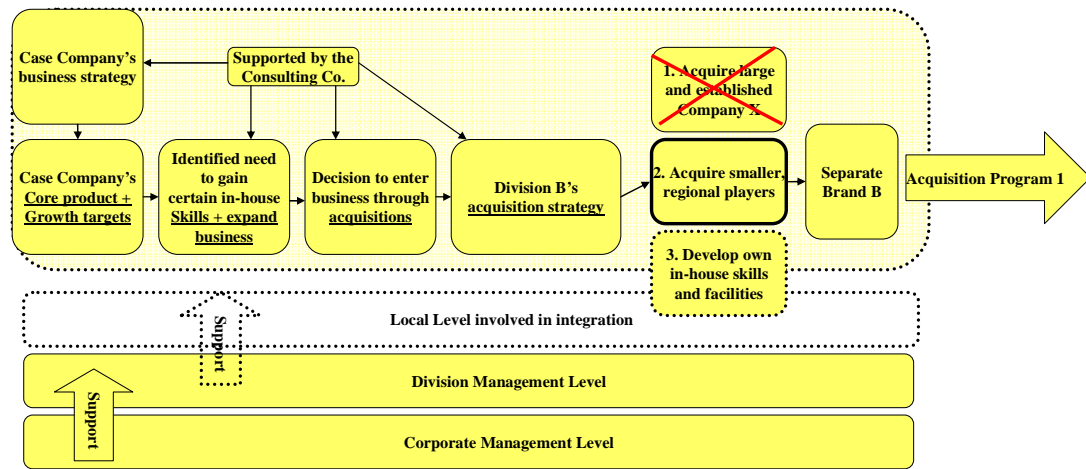 Case Company's
business strategy
Supported by the
Consulting Co.
1. Acquire large
and established
Company X
Case Company's
Core product +
Growth targets
Identified need
to gain
certain in-house
Skills + expand
business
Decision to enter
business through
acquisitions
Division B's
acquisition strategy
2. Acquire smaller,
regional players
Separate
Brand B
Acquisition Program 1
3. Develop own
in-house skills
and facilities
Local Level involved in integration
Support
Division Management Level
Support
Corporate Management Level